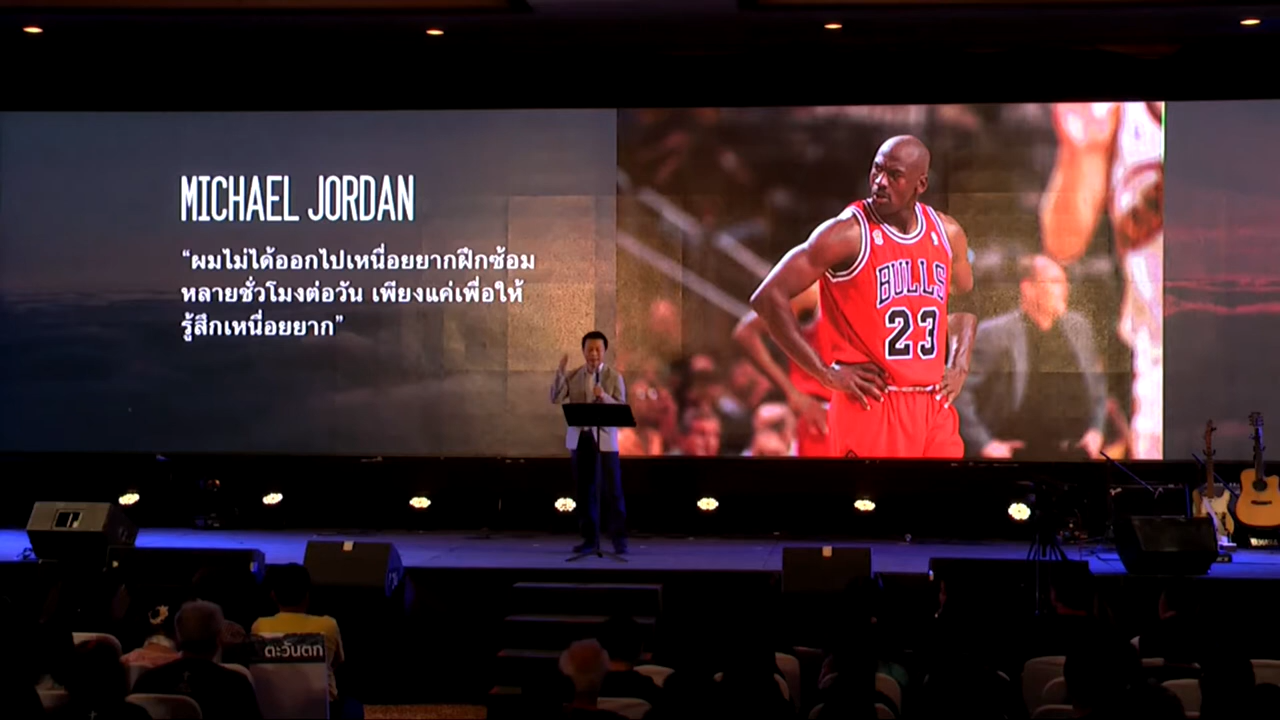 MICHAEL JORDAN
“ผมไม่ได้ออกไปเหนื่อยยากฝึกซ้อม
หลายชั่วโมงต่อวัน เพียงแค่เพื่อให้
รู้สึกเหนื่อยยาก”
BULLS
23
ตะวันตก